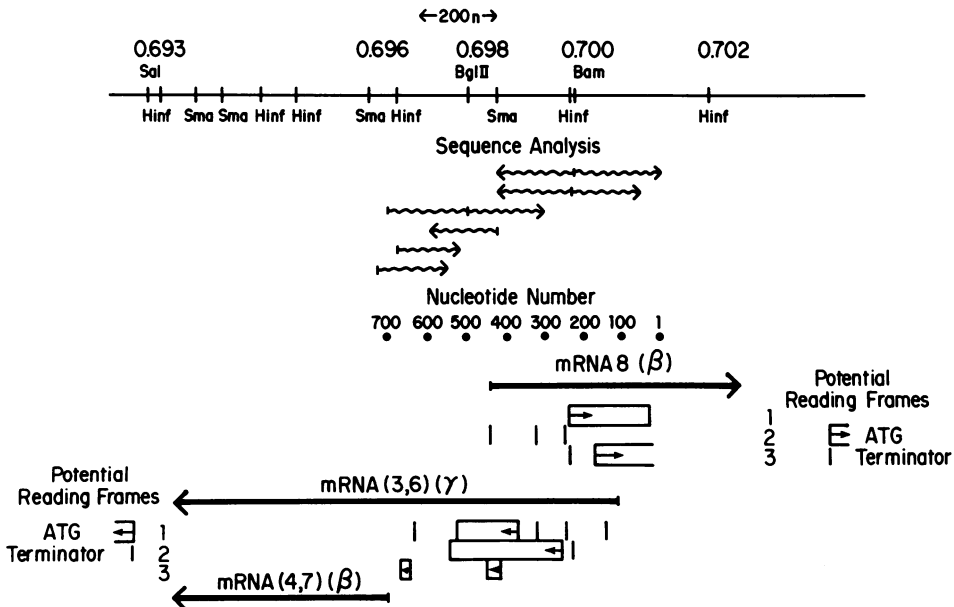 ←200n→
0.693 0.696 0.698 0.700 0.702
Sal BglII Bam
Hinf Sma Sma Hinf Hinf Sma Hinf Sma Hinf Hinf
Sequence Analysis
Nucleotide Number
700 600 500 400 300 200 100 1
mRNA 8 (β)
Potential
Reading Frames
1
2 ATG
3 Terminator
Potential
Reading Frames
mRNA (3,6) (γ)
ATG 1
Terminator 2
3
mRNA (4,7) (β)